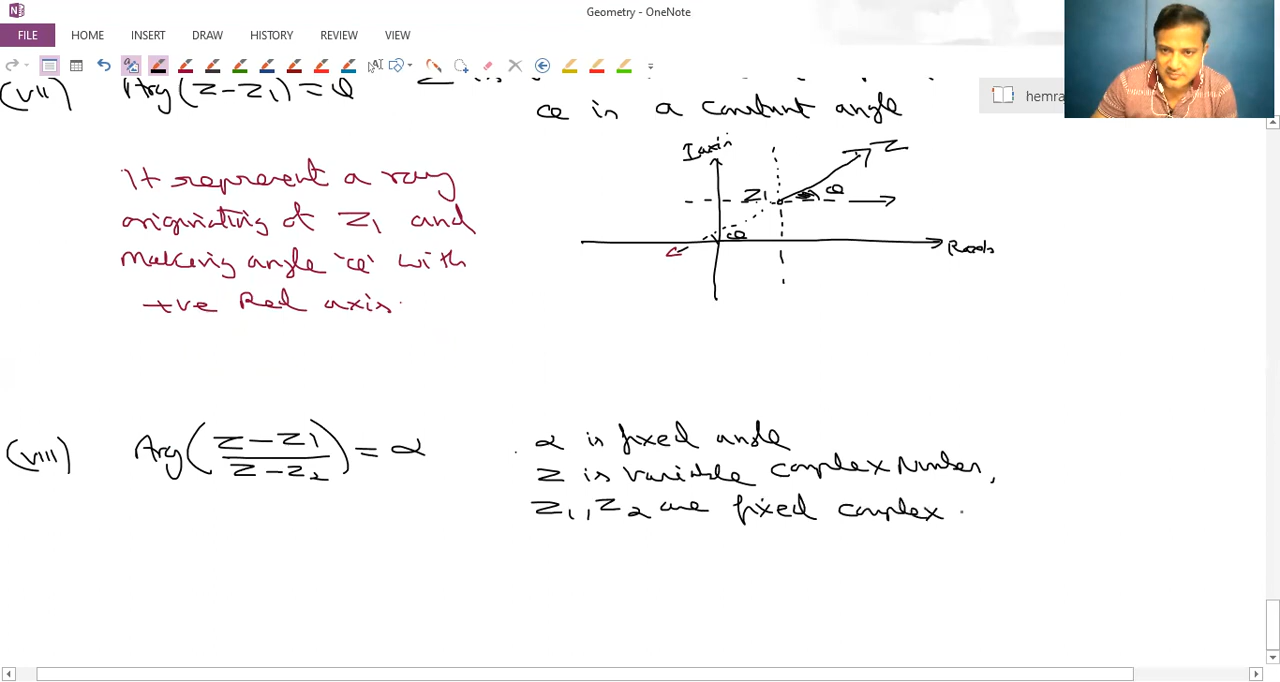 Geometry - OneNote
FILE HOME INSERT DRAW HISTORY REVIEW VIEW
hemra
(vii) Arg(Z-Z1) = θ
θ is a constant angle
It represent a ray
originating at Z1 and
making angle 'θ' with
+ve Real axis.
I axis
Z
Z1 θ
θ
Real
(viii) Arg(Z-Z1/Z-Z2) = α
α is fixed angle
Z is variable complex Number,
Z1, Z2 are fixed complex.